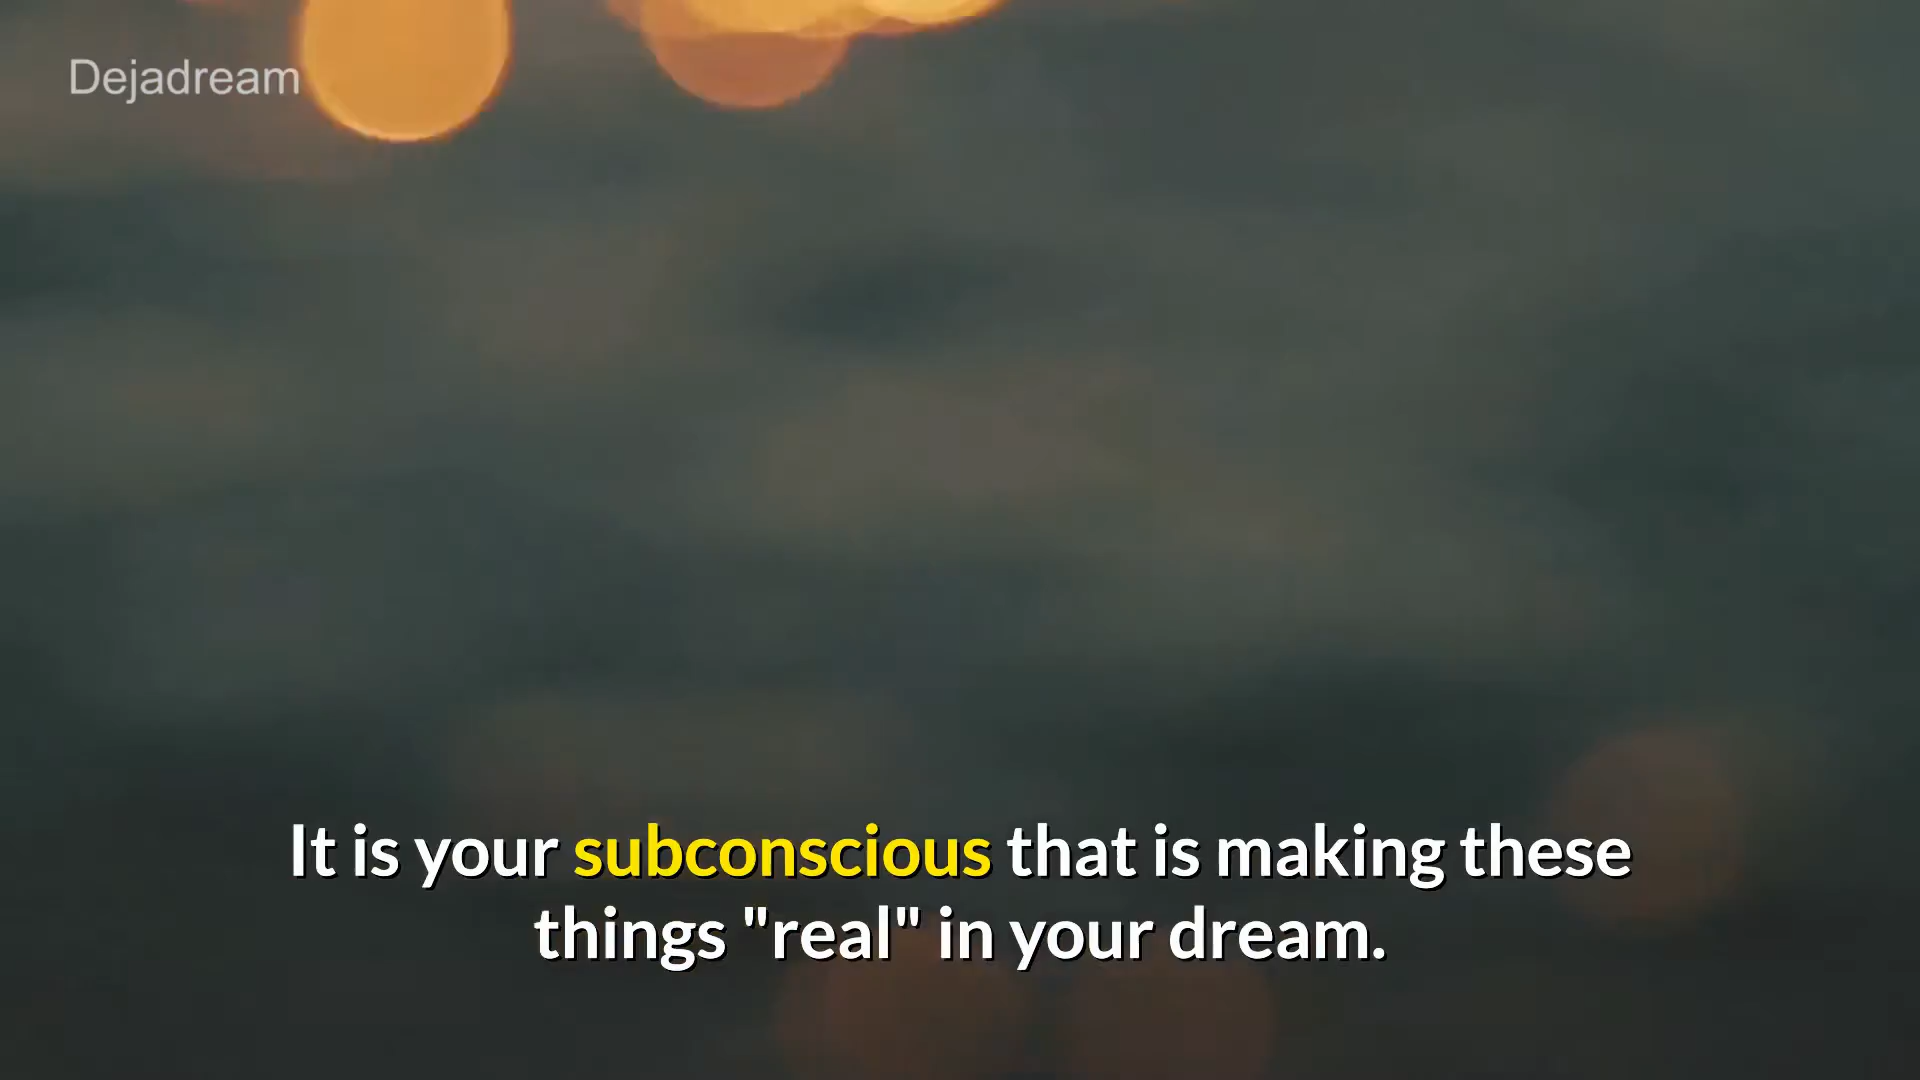 Dejadream
It is your subconscious that is making these
things "real" in your dream.